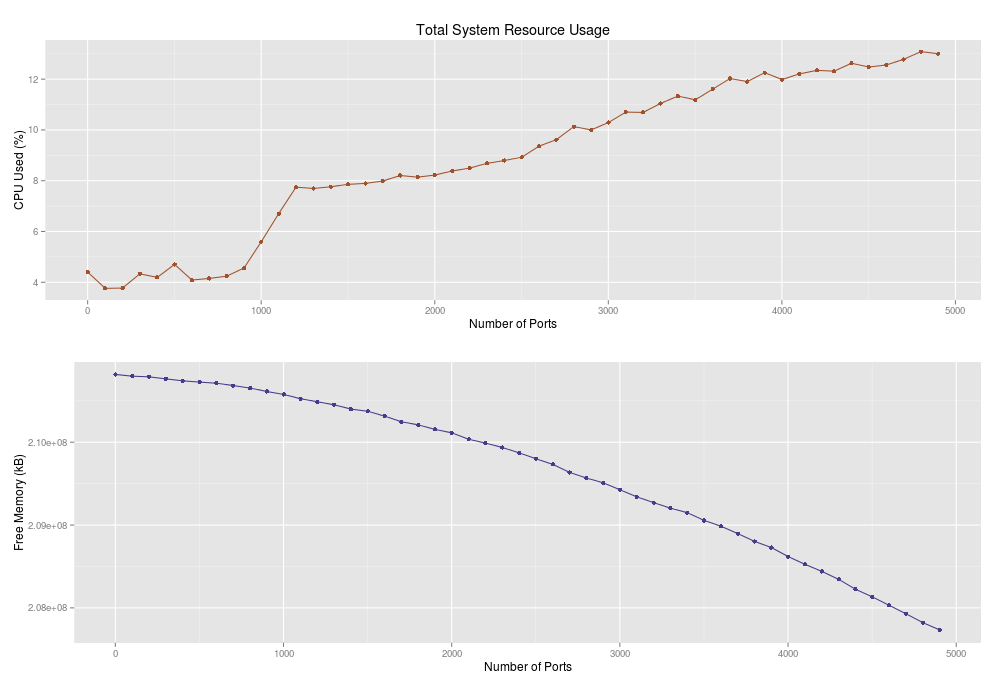 Total System Resource Usage
CPU Used (%)
12
10
8
6
4
0 1000 2000 3000 4000 5000
Number of Ports
Free Memory (kB)
2.10e+08
2.09e+08
2.08e+08
0 1000 2000 3000 4000 5000
Number of Ports